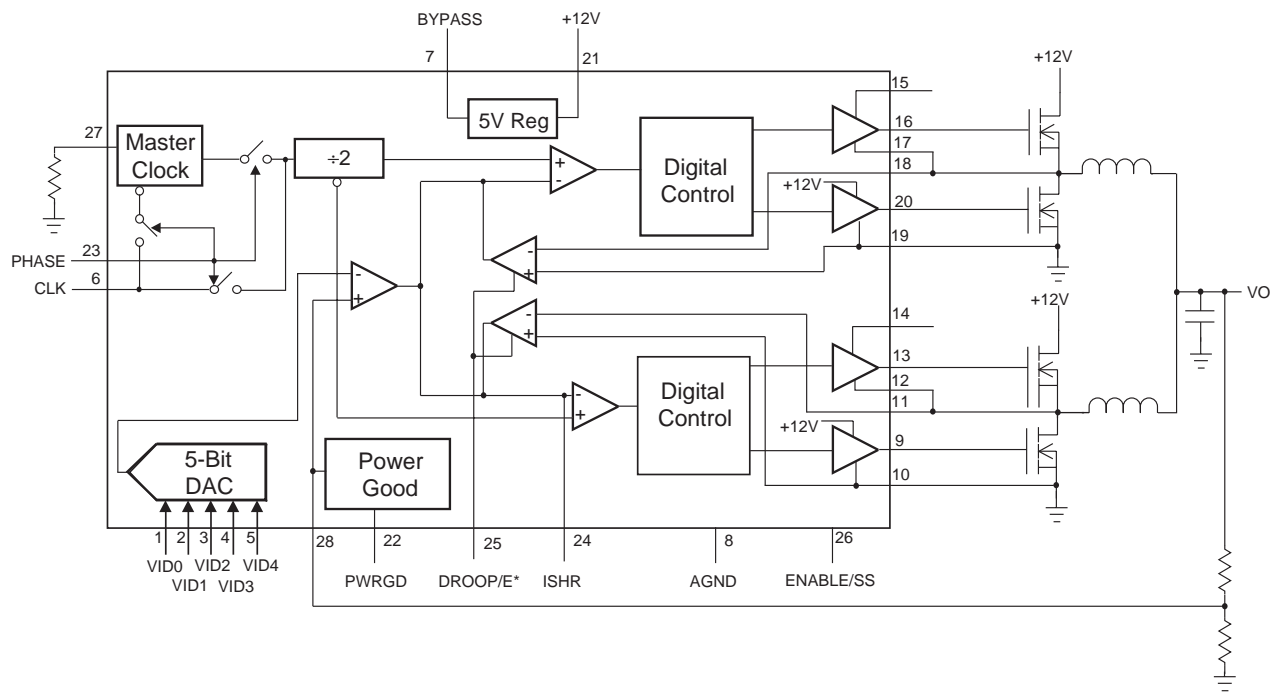 BYPASS
+12V
7
21
+12V
15
27
Master
Clock
÷2
5V Reg
+
-
Digital
Control
16
17
18
+12V
20
19
PHASE
23
CLK
6
-
+
-
+
-
+
+12V
VO
14
13
12
11
-
+
Digital
Control
+12V
9
10
5-Bit
DAC
Power
Good
1
2
3
4
5
28
22
25
24
8
26
VID0
VID2
VID4
VID1
VID3
PWRGD
DROOP/E*
ISHR
AGND
ENABLE/SS